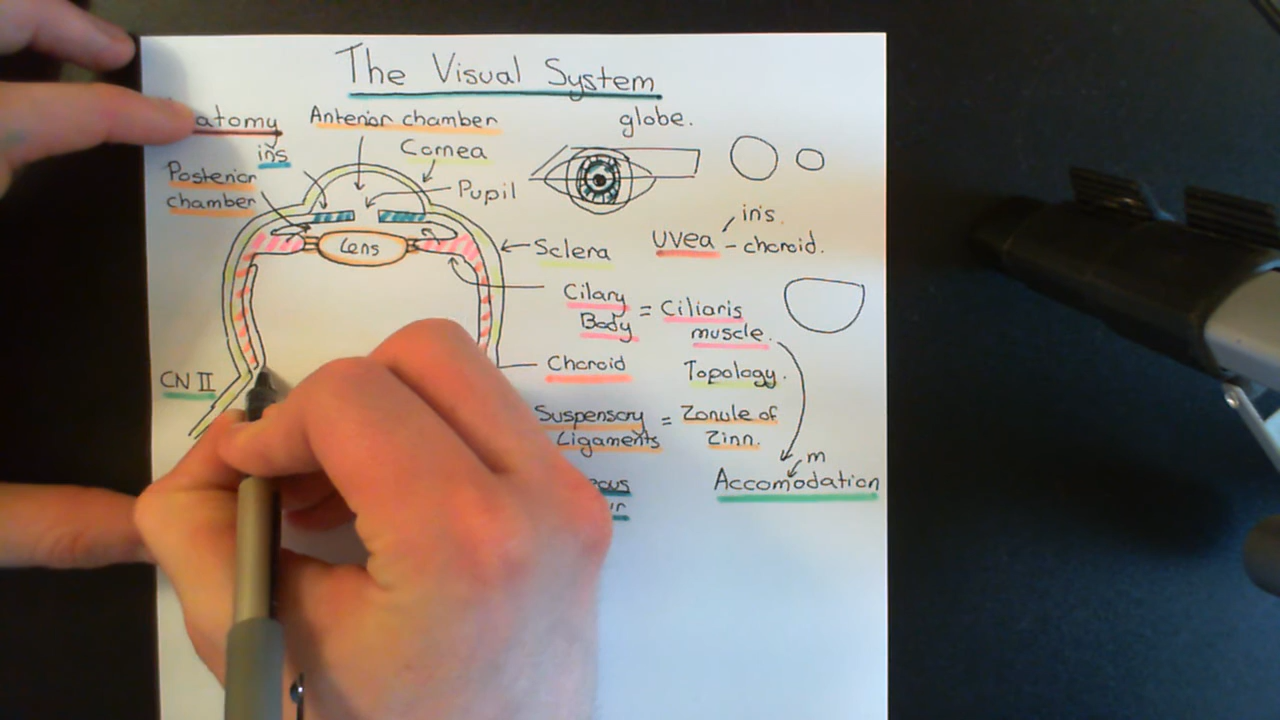 The Visual System
atomy
Anterior chamber
globe.
iris
Cornea
Posterior
chamber
Pupil
Lens
Sclera
Uvea
iris.
- choroid.
Cilary
Body
= Ciliaris
muscle.
Choroid
Topology.
CN II
Suspensory
Ligaments
= Zonule of
Zinn.
m
Accomodation